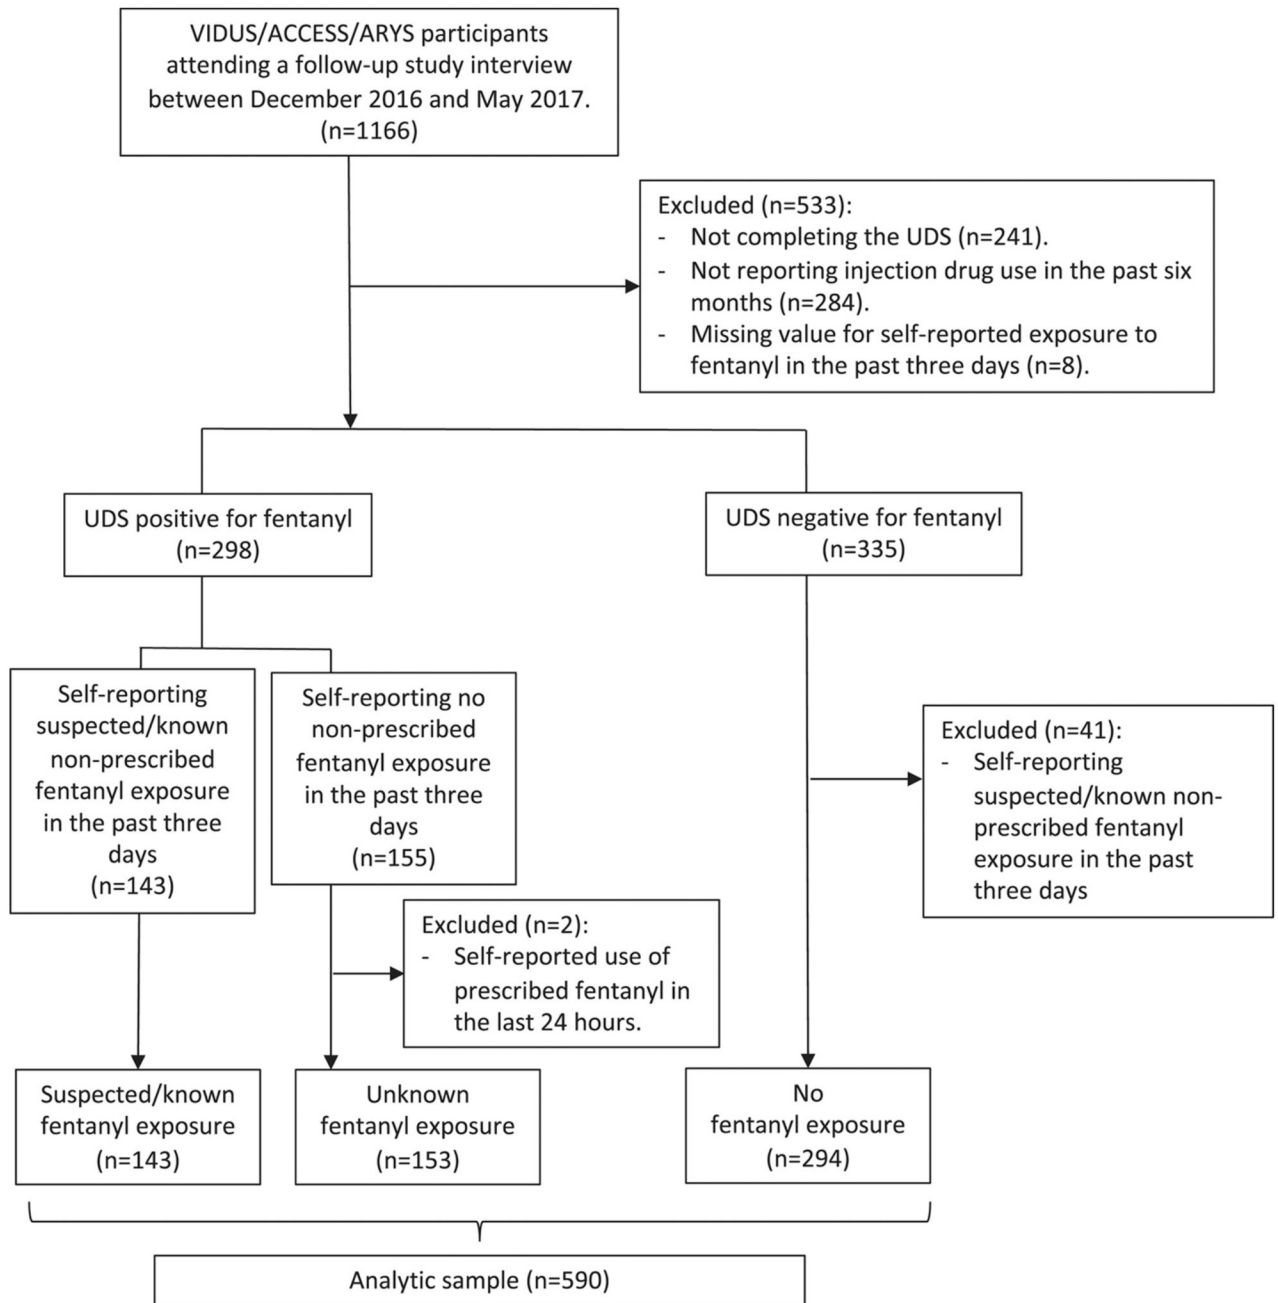 VIDUS/ACCESS/ARYS participants
attending a follow-up study interview
between December 2016 and May 2017.
(n=1166)
Excluded (n=533):
- Not completing the UDS (n=241).
- Not reporting injection drug use in the past six
months (n=284).
- Missing value for self-reported exposure to
fentanyl in the past three days (n=8).
UDS positive for fentanyl
(n=298)
UDS negative for fentanyl
(n=335)
Self-reporting
suspected/known
non-prescribed
fentanyl exposure
in the past three
days
(n=143)
Self-reporting no
non-prescribed
fentanyl exposure
in the past three
days
(n=155)
Excluded (n=41):
- Self-reporting
suspected/known non-
prescribed fentanyl
exposure in the past
three days
Excluded (n=2):
- Self-reported use of
prescribed fentanyl in
the last 24 hours.
Suspected/known
fentanyl exposure
(n=143)
Unknown
fentanyl exposure
(n=153)
No
fentanyl exposure
(n=294)
Analytic sample (n=590)